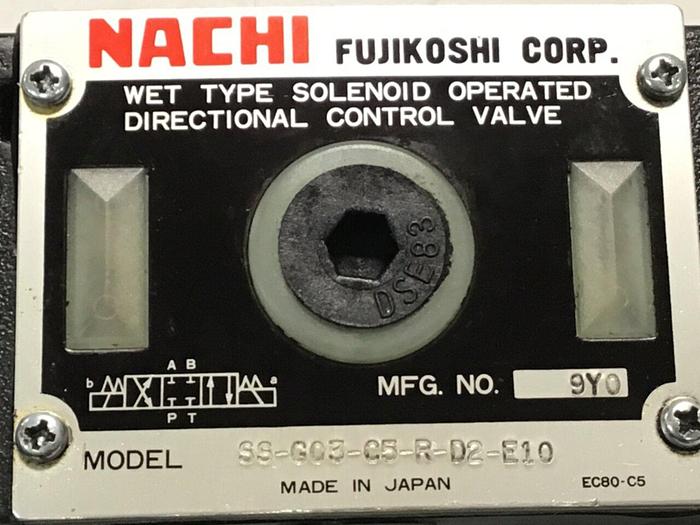 NACHI FUJIKOSHI CORP.
WET TYPE SOLENOID OPERATED
DIRECTIONAL CONTROL VALVE
DSE83
A B
b a
P T
MFG. NO. 9Y0
MODEL SS-G03-C5-R-D2-E10
MADE IN JAPAN EC80-C5